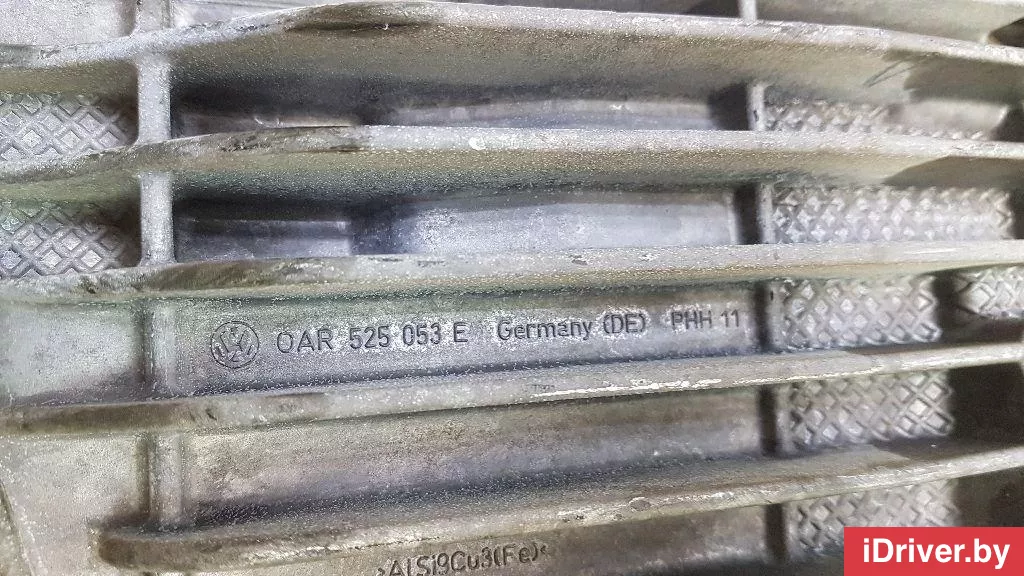 0AR 525 053 E Germany (DE) PHH 11
>ALSi9Cu3(Fe)<
iDriver.by